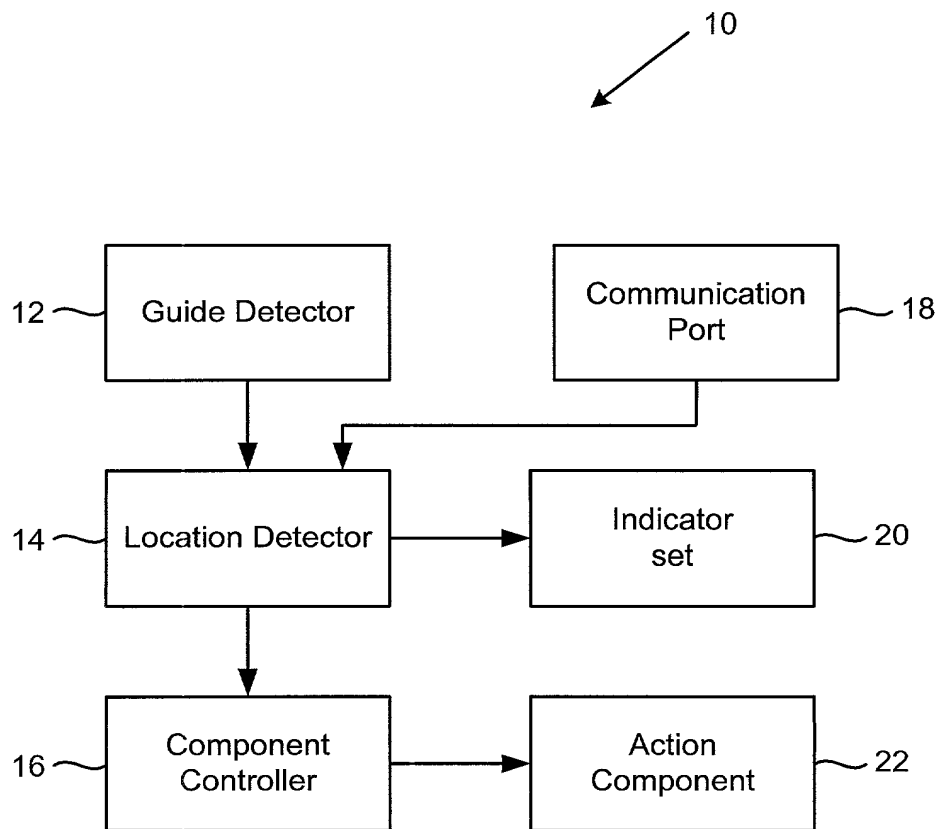 10
12
Guide Detector
Communication
Port
18
14
Location Detector
Indicator
set
20
16
Component
Controller
Action
Component
22